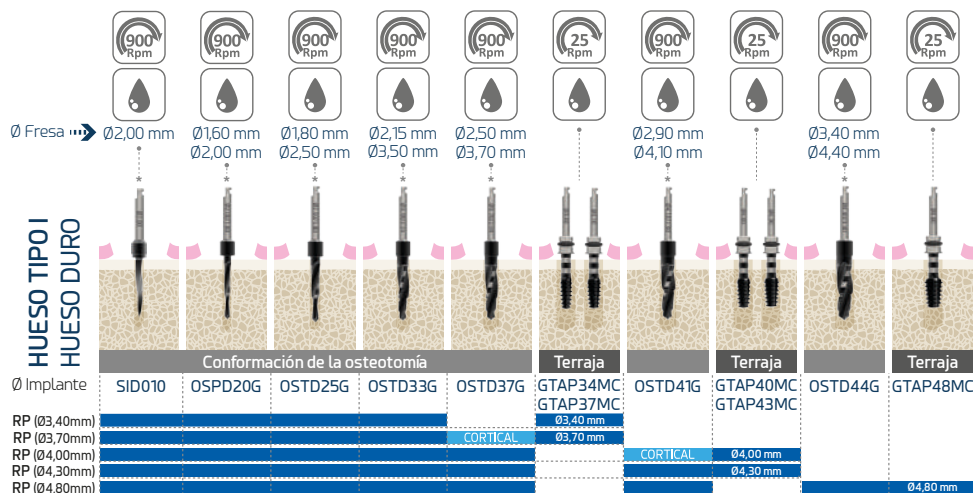 900 Rpm 900 Rpm 900 Rpm 900 Rpm 900 Rpm 25 Rpm 900 Rpm 25 Rpm 900 Rpm 25 Rpm
Ø Fresa Ø2,00 mm Ø1,60 mm Ø1,80 mm Ø2,15 mm Ø2,50 mm Ø2,90 mm Ø3,40 mm
Ø2,00 mm Ø2,50 mm Ø3,50 mm Ø3,70 mm Ø4,10 mm Ø4,40 mm
* * * * * * *
HUESO TIPO I
HUESO DURO
Conformación de la osteotomía Terraja Terraja Terraja
Ø Implante SID010 OSPD20G OSTD25G OSTD33G OSTD37G GTAP34MC OSTD41G GTAP40MC OSTD44G GTAP48MC
GTAP37MC GTAP43MC
RP (Ø3,40mm) Ø3,40 mm
RP (Ø3,70mm) CORTICAL Ø3,70 mm
RP (Ø4,00mm) CORTICAL Ø4,00 mm
RP (Ø4,30mm) Ø4,30 mm
RP (Ø4.80mm) Ø4,80 mm